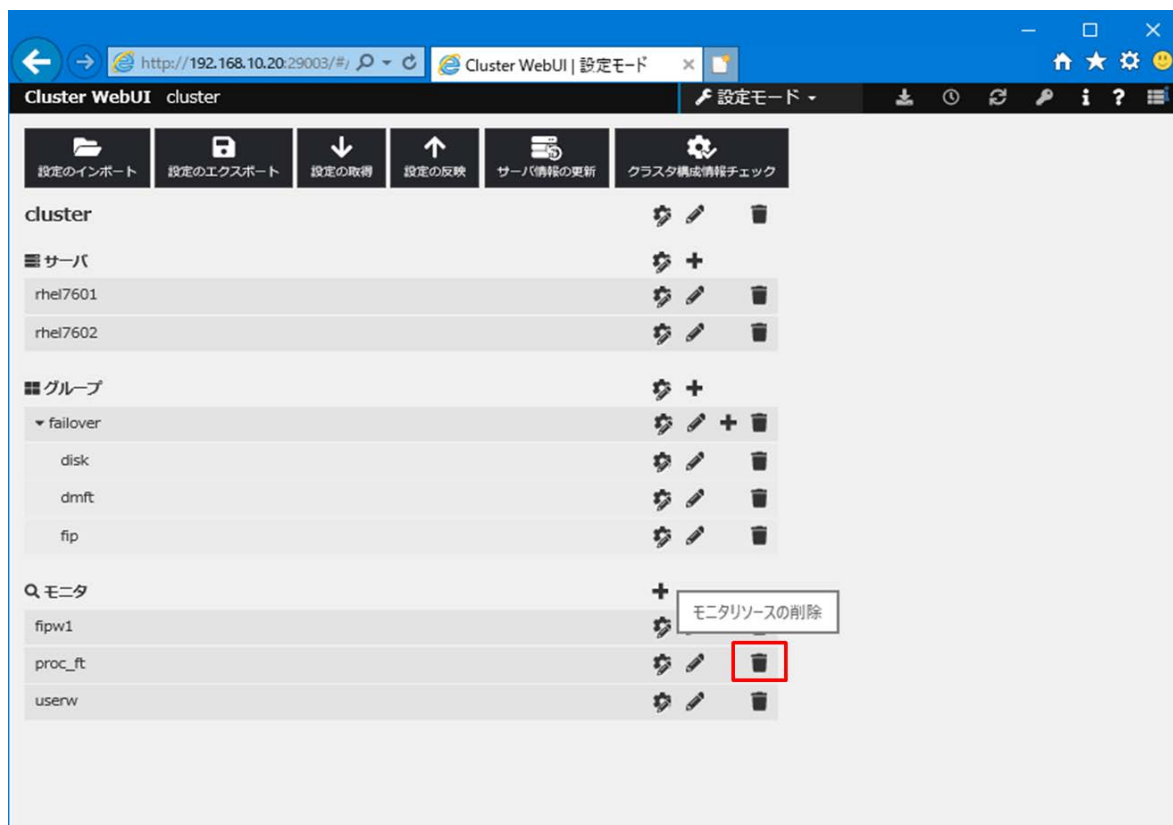 http://192.168.10.20:29003/#/
Cluster WebUI | 設定モード
Cluster WebUI cluster
設定モード
設定のインポート 設定のエクスポート 設定の取得 設定の反映 サーバ情報の更新 クラスタ構成情報チェック
cluster
サーバ
rhel7601
rhel7602
グループ
failover
disk
dmft
fip
モニタ
モニタリソースの削除
fipw1
proc_ft
userw